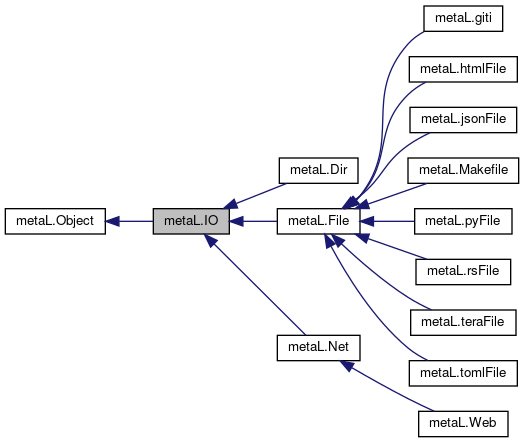 metaL.giti
metaL.htmlFile
metaL.jsonFile
metaL.Dir
metaL.Makefile
metaL.Object
metaL.IO
metaL.File
metaL.pyFile
metaL.rsFile
metaL.teraFile
metaL.Net
metaL.tomlFile
metaL.Web